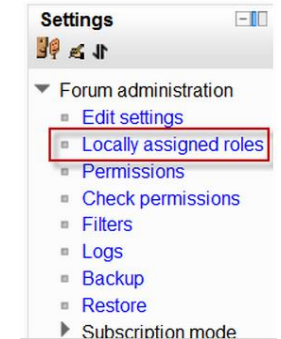 Settings
Forum administration
Edit settings
Locally assigned roles
Permissions
Check permissions
Filters
Logs
Backup
Restore
Subscription mode